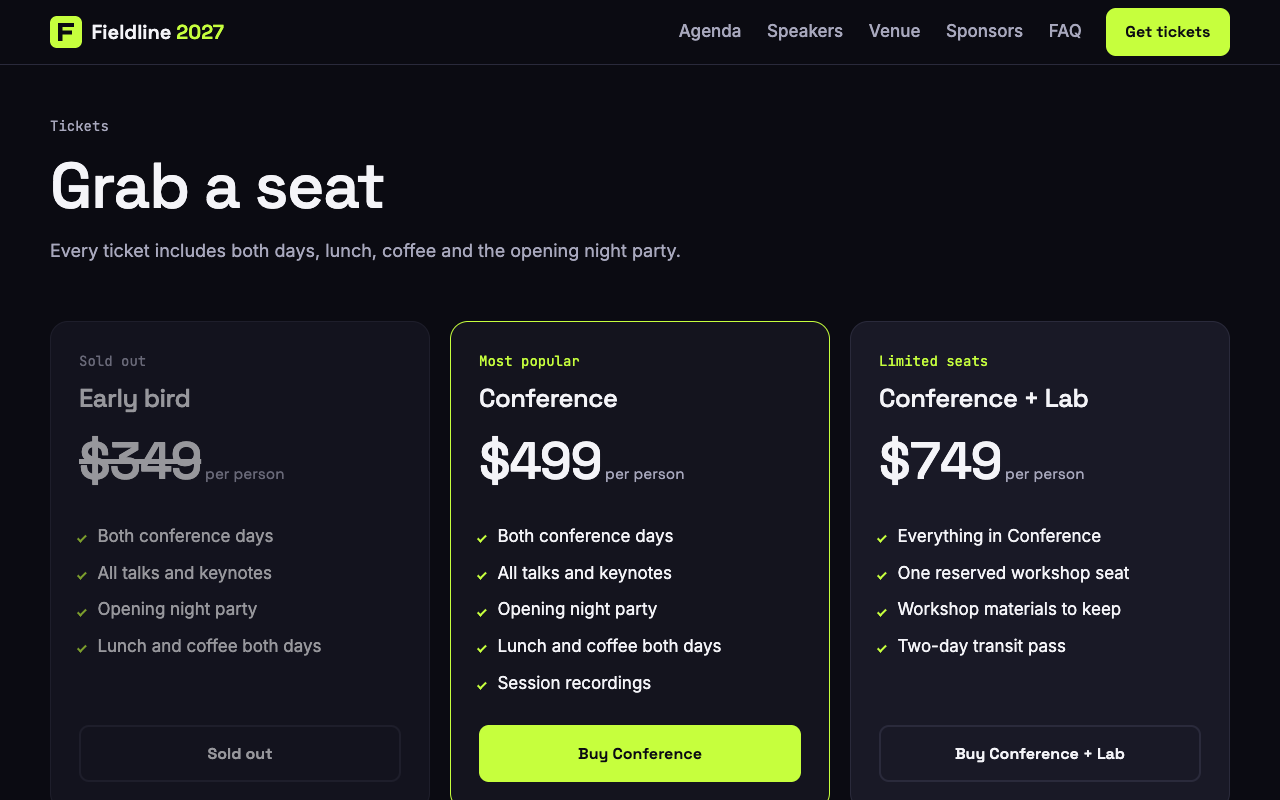 F Fieldline 2027
Agenda
Speakers
Venue
Sponsors
FAQ
Get tickets
Tickets
Grab a seat
Every ticket includes both days, lunch, coffee and the opening night party.
Sold out
Early bird
$349 per person
Both conference days
All talks and keynotes
Opening night party
Lunch and coffee both days
Sold out
Most popular
Conference
$499 per person
Both conference days
All talks and keynotes
Opening night party
Lunch and coffee both days
Session recordings
Buy Conference
Limited seats
Conference + Lab
$749 per person
Everything in Conference
One reserved workshop seat
Workshop materials to keep
Two-day transit pass
Buy Conference + Lab